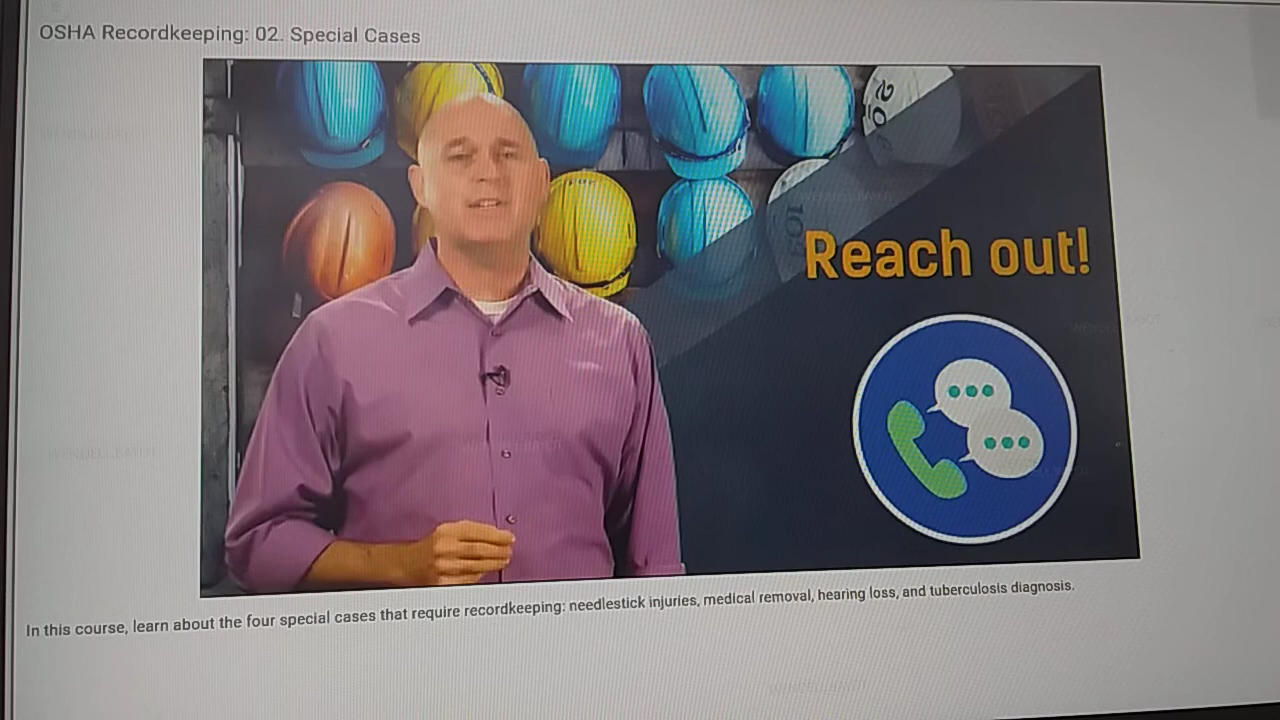 OSHA Recordkeeping: 02. Special Cases
Reach out!
In this course, learn about the four special cases that require recordkeeping: needlestick injuries, medical removal, hearing loss, and tuberculosis diagnosis.